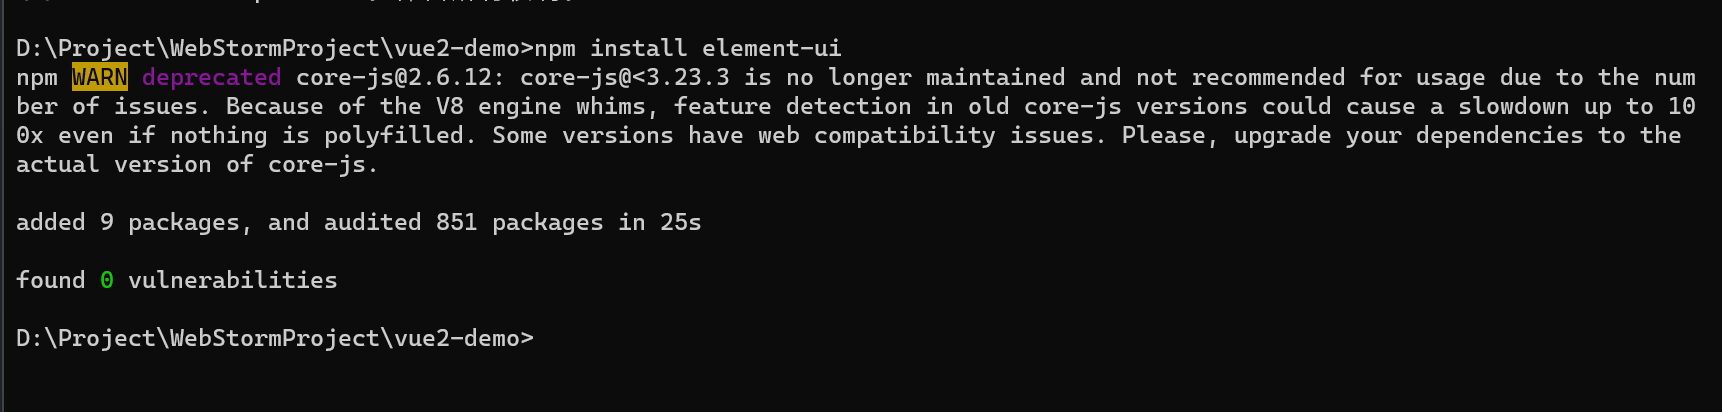 D:\Project\WebStormProject\vue2-demo>npm install element-ui
npm WARN deprecated core-js@2.6.12: core-js@<3.23.3 is no longer maintained and not recommended for usage due to the num
ber of issues. Because of the V8 engine whims, feature detection in old core-js versions could cause a slowdown up to 10
0x even if nothing is polyfilled. Some versions have web compatibility issues. Please, upgrade your dependencies to the
actual version of core-js.
added 9 packages, and audited 851 packages in 25s
found 0 vulnerabilities
D:\Project\WebStormProject\vue2-demo>